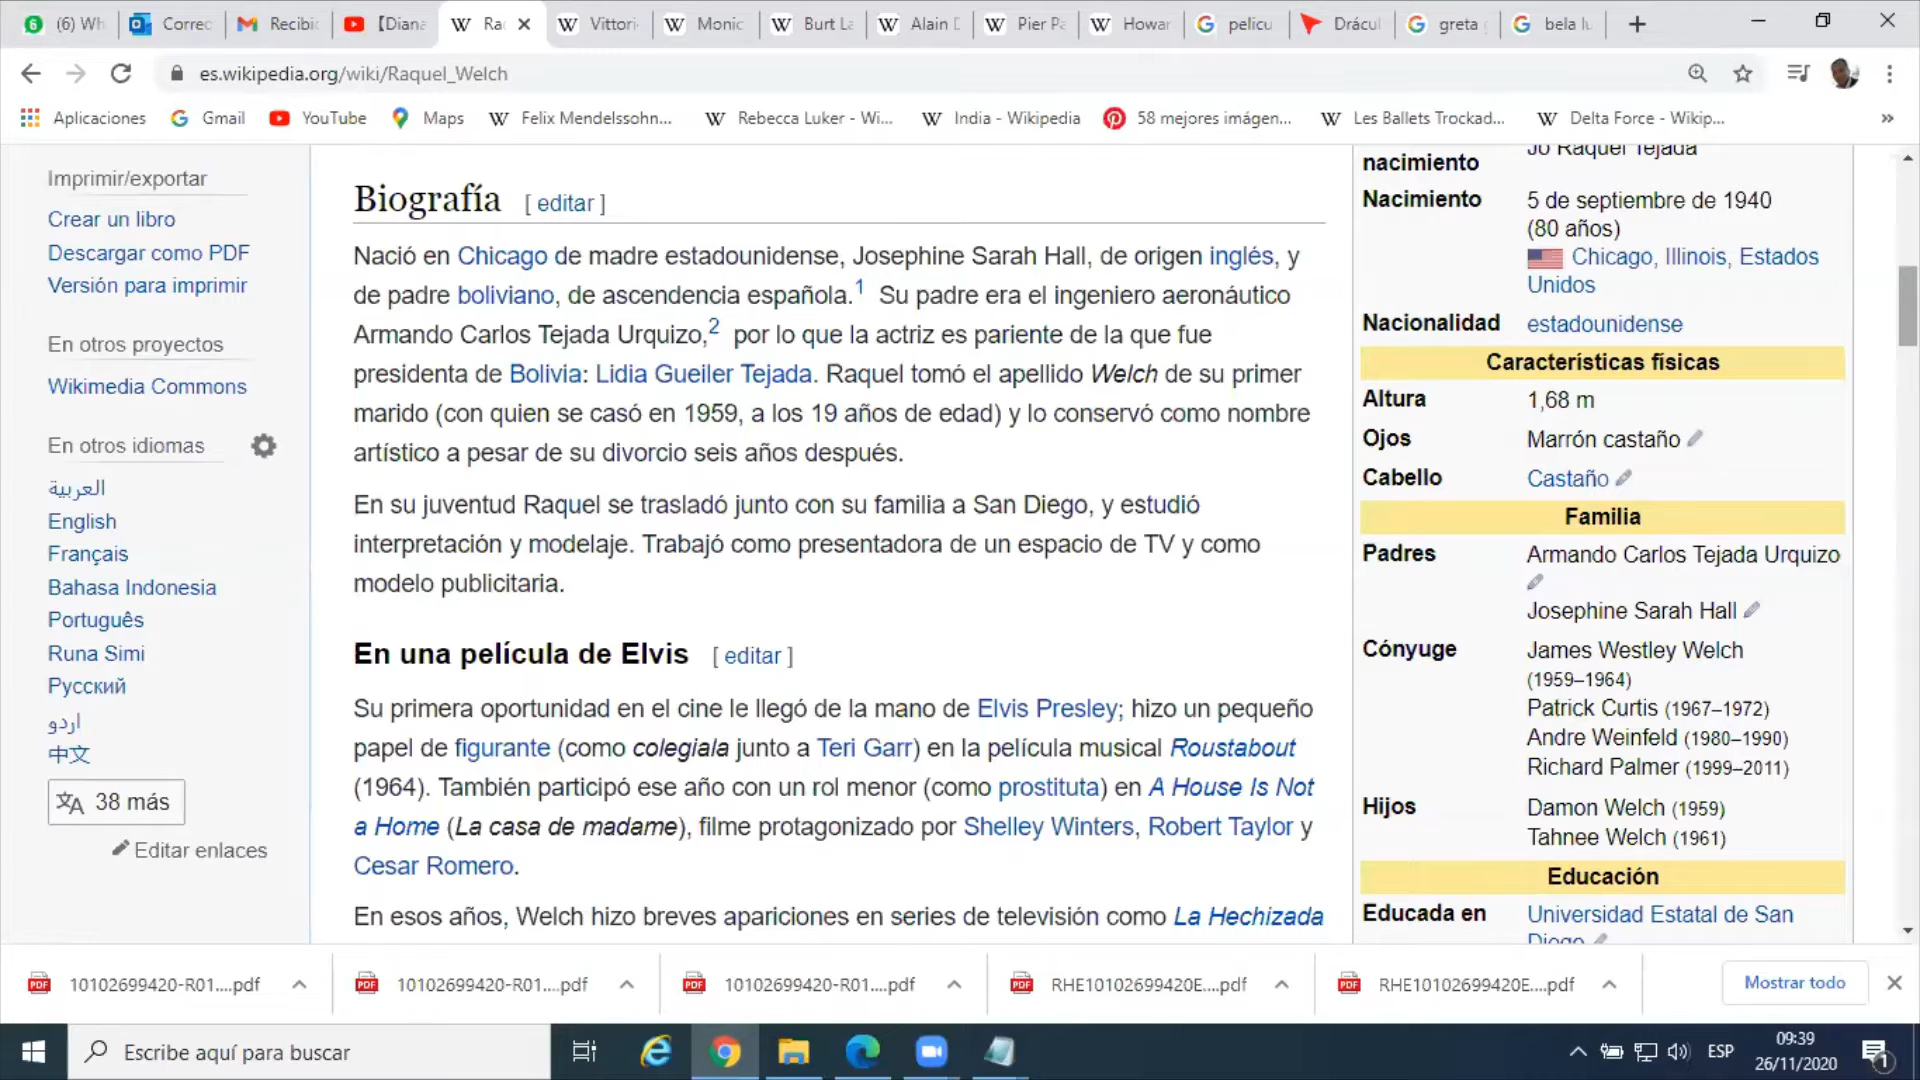 (6) Wh
Correo
Recibid
【Diana
Raq
Vittori
Monic
Burt La
Alain D
Pier Pa
Howar
pelicu
Drácul
greta g
bela lu
es.wikipedia.org/wiki/Raquel_Welch
Aplicaciones
Gmail
YouTube
Maps
Felix Mendelssohn...
Rebecca Luker - Wi...
India - Wikipedia
58 mejores imágen...
Les Ballets Trockad...
Delta Force - Wikip...
»
Imprimir/exportar
Crear un libro
Descargar como PDF
Versión para imprimir
En otros proyectos
Wikimedia Commons
En otros idiomas
العربية
English
Français
Bahasa Indonesia
Português
Runa Simi
Русский
اردو
中文
38 más
Editar enlaces
Biografía [ editar ]
Nació en Chicago de madre estadounidense, Josephine Sarah Hall, de origen inglés, y
de padre boliviano, de ascendencia española.1 Su padre era el ingeniero aeronáutico
Armando Carlos Tejada Urquizo,2 por lo que la actriz es pariente de la que fue
presidenta de Bolivia: Lidia Gueiler Tejada. Raquel tomó el apellido Welch de su primer
marido (con quien se casó en 1959, a los 19 años de edad) y lo conservó como nombre
artístico a pesar de su divorcio seis años después.
En su juventud Raquel se trasladó junto con su familia a San Diego, y estudió
interpretación y modelaje. Trabajó como presentadora de un espacio de TV y como
modelo publicitaria.
En una película de Elvis [ editar ]
Su primera oportunidad en el cine le llegó de la mano de Elvis Presley; hizo un pequeño
papel de figurante (como colegiala junto a Teri Garr) en la película musical Roustabout
(1964). También participó ese año con un rol menor (como prostituta) en A House Is Not
a Home (La casa de madame), filme protagonizado por Shelley Winters, Robert Taylor y
Cesar Romero.
En esos años, Welch hizo breves apariciones en series de televisión como La Hechizada
nacimiento Jo Raquel Tejada
Nacimiento 5 de septiembre de 1940
(80 años)
Chicago, Illinois, Estados
Unidos
Nacionalidad estadounidense
Características físicas
Altura 1,68 m
Ojos Marrón castaño
Cabello Castaño
Familia
Padres Armando Carlos Tejada Urquizo
Josephine Sarah Hall
Cónyuge James Westley Welch
(1959–1964)
Patrick Curtis (1967–1972)
Andre Weinfeld (1980–1990)
Richard Palmer (1999–2011)
Hijos Damon Welch (1959)
Tahnee Welch (1961)
Educación
Educada en Universidad Estatal de San
Diego
10102699420-R01....pdf
10102699420-R01....pdf
10102699420-R01....pdf
RHE10102699420E....pdf
RHE10102699420E....pdf
Mostrar todo
Escribe aquí para buscar
ESP
09:39
26/11/2020
1